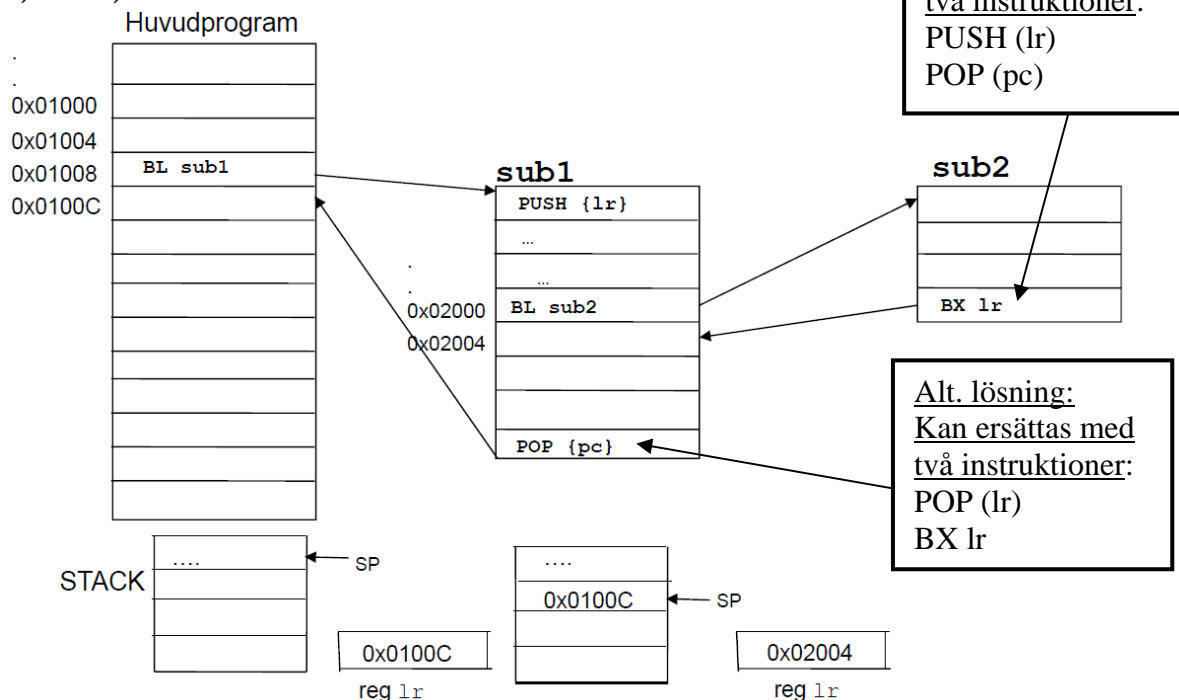 Huvudprogram
två instruktioner:
PUSH (lr)
POP (pc)
.
.
0x01000
0x01004
0x01008
0x0100C
BL sub1
sub1
PUSH {lr}
...
...
.
.
0x02000
BL sub2
0x02004
POP {pc}
sub2
BX lr
Alt. lösning:
Kan ersättas med
två instruktioner:
POP (lr)
BX lr
STACK
....
SP
0x0100C
reg lr
....
0x0100C
SP
0x02004
reg lr